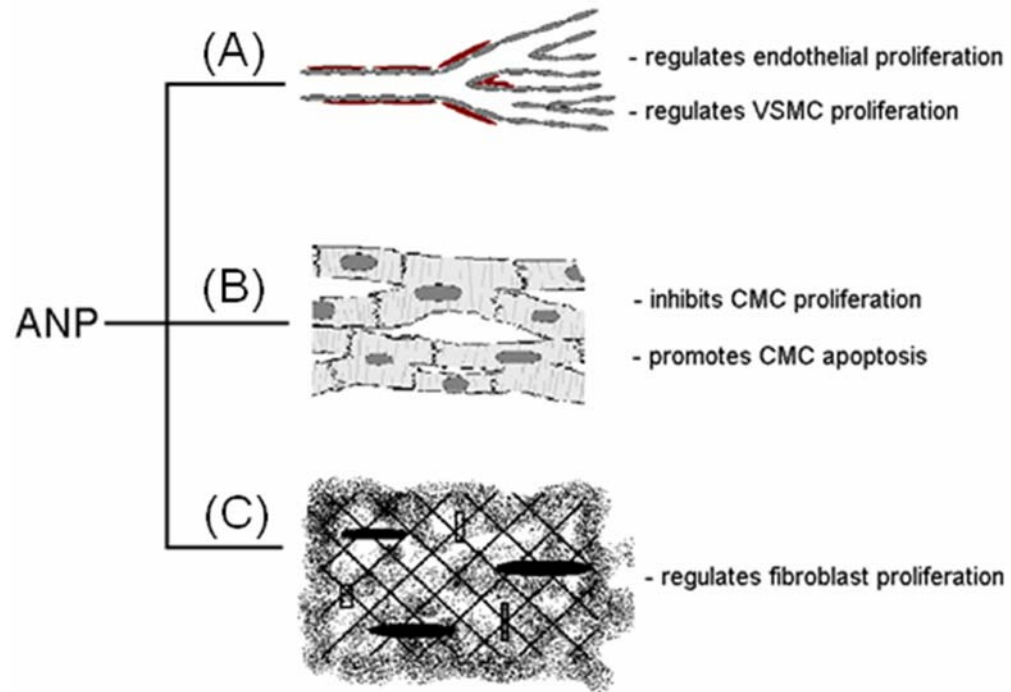 (A)
- regulates endothelial proliferation
- regulates VSMC proliferation
ANP
(B)
- inhibits CMC proliferation
- promotes CMC apoptosis
(C)
- regulates fibroblast proliferation